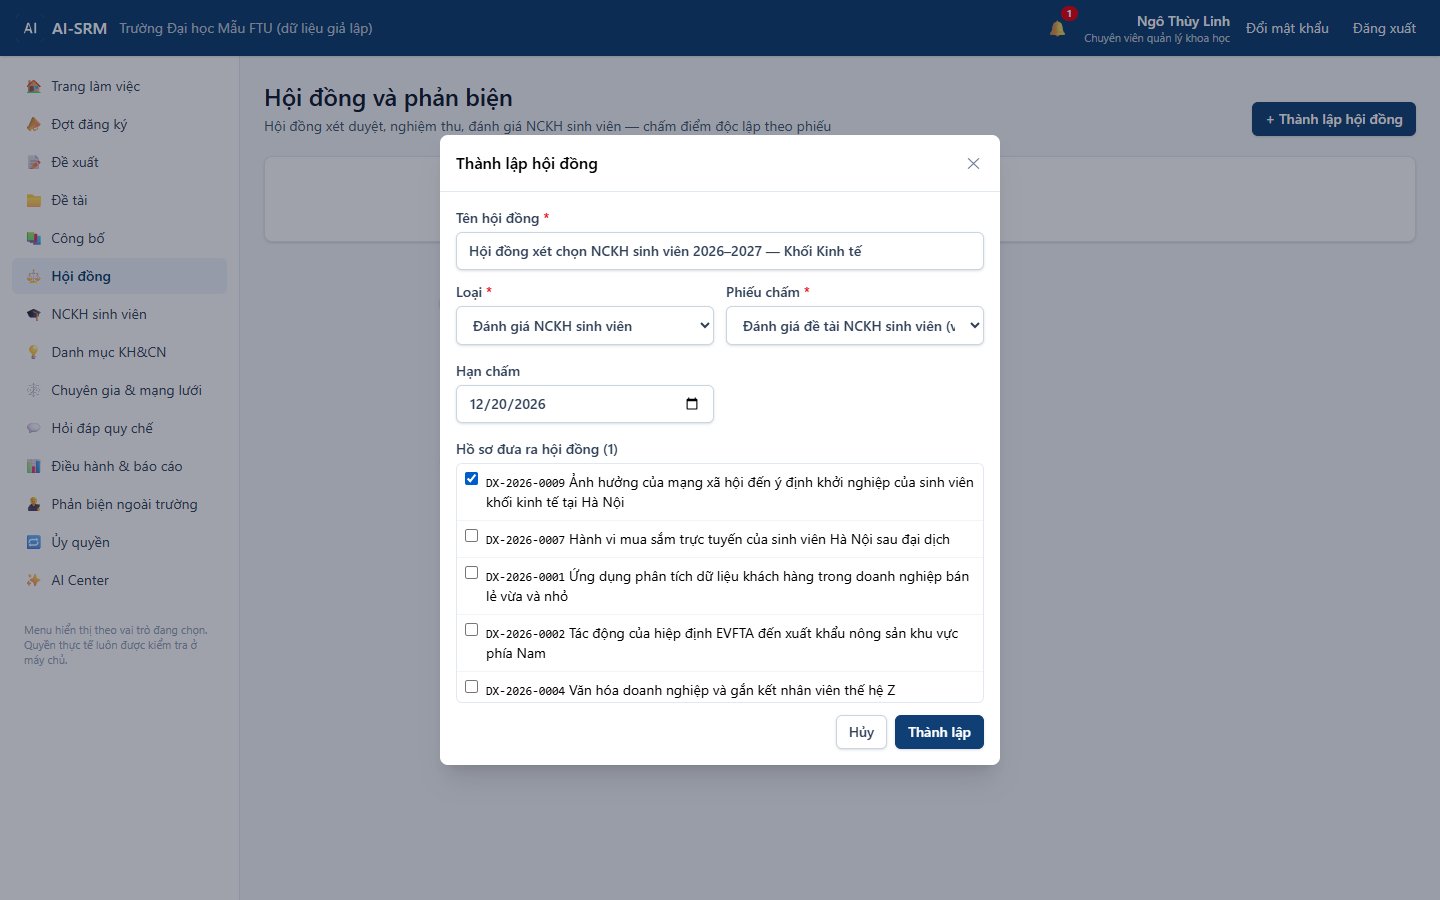 AI AI-SRM Trường Đại học Mẫu FTU (dữ liệu giả lập)
1
Ngô Thùy Linh
Chuyên viên quản lý khoa học
Đổi mật khẩu
Đăng xuất
Trang làm việc
Đợt đăng ký
Đề xuất
Đề tài
Công bố
Hội đồng
NCKH sinh viên
Danh mục KH&CN
Chuyên gia & mạng lưới
Hỏi đáp quy chế
Điều hành & báo cáo
Phản biện ngoài trường
Ủy quyền
AI Center
Menu hiển thị theo vai trò đang chọn.
Quyền thực tế luôn được kiểm tra ở
máy chủ.
Hội đồng và phản biện
Hội đồng xét duyệt, nghiệm thu, đánh giá NCKH sinh viên — chấm điểm độc lập theo phiếu
+ Thành lập hội đồng
Thành lập hội đồng
Tên hội đồng *
Hội đồng xét chọn NCKH sinh viên 2026–2027 — Khối Kinh tế
Loại *
Phiếu chấm *
Đánh giá NCKH sinh viên
Đánh giá đề tài NCKH sinh viên (v
Hạn chấm
12/20/2026
Hồ sơ đưa ra hội đồng (1)
DX-2026-0009 Ảnh hưởng của mạng xã hội đến ý định khởi nghiệp của sinh viên
khối kinh tế tại Hà Nội
DX-2026-0007 Hành vi mua sắm trực tuyến của sinh viên Hà Nội sau đại dịch
DX-2026-0001 Ứng dụng phân tích dữ liệu khách hàng trong doanh nghiệp bán
lẻ vừa và nhỏ
DX-2026-0002 Tác động của hiệp định EVFTA đến xuất khẩu nông sản khu vực
phía Nam
DX-2026-0004 Văn hóa doanh nghiệp và gắn kết nhân viên thế hệ Z
Hủy
Thành lập